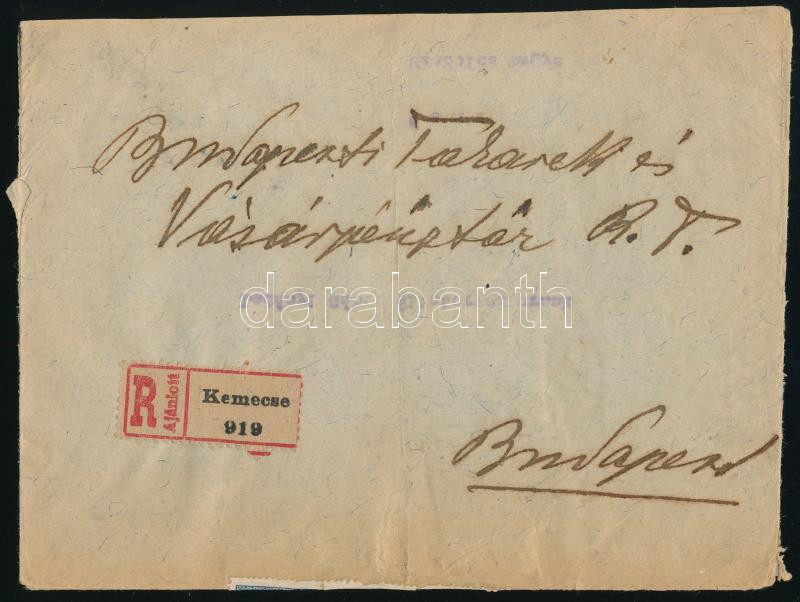 Budapesti Takarék és
Vásárpénztár R. T.
darabanth
R
Ajánlott
Kemecse
919
Budapest